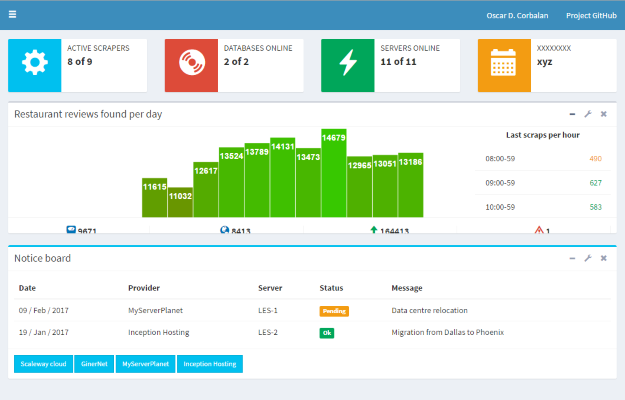 Oscar D. Corbalan Project GitHub
ACTIVE SCRAPERS
8 of 9
DATABASES ONLINE
2 of 2
SERVERS ONLINE
11 of 11
XXXXXXXX
xyz
Restaurant reviews found per day
11615 11032 12617 13524 13789 14131 13473 14679 12965 13051 13186
Last scraps per hour
08:00-59 490
09:00-59 627
10:00-59 583
9671 8413 164413 1
Notice board
Date Provider Server Status Message
09 / Feb / 2017 MyServerPlanet LES-1 Pending Data centre relocation
19 / Jan / 2017 Inception Hosting LES-2 Ok Migration from Dallas to Phoenix
Scaleway cloud GinerNet MyServerPlanet Inception Hosting